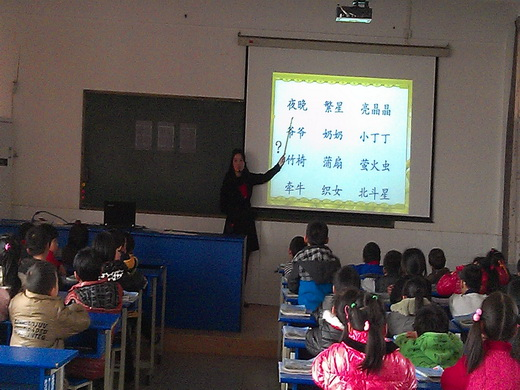 夜晚 繁星 亮晶晶
爷爷 奶奶 小丁丁
?
竹椅 蒲扇 萤火虫
牵牛 织女 北斗星